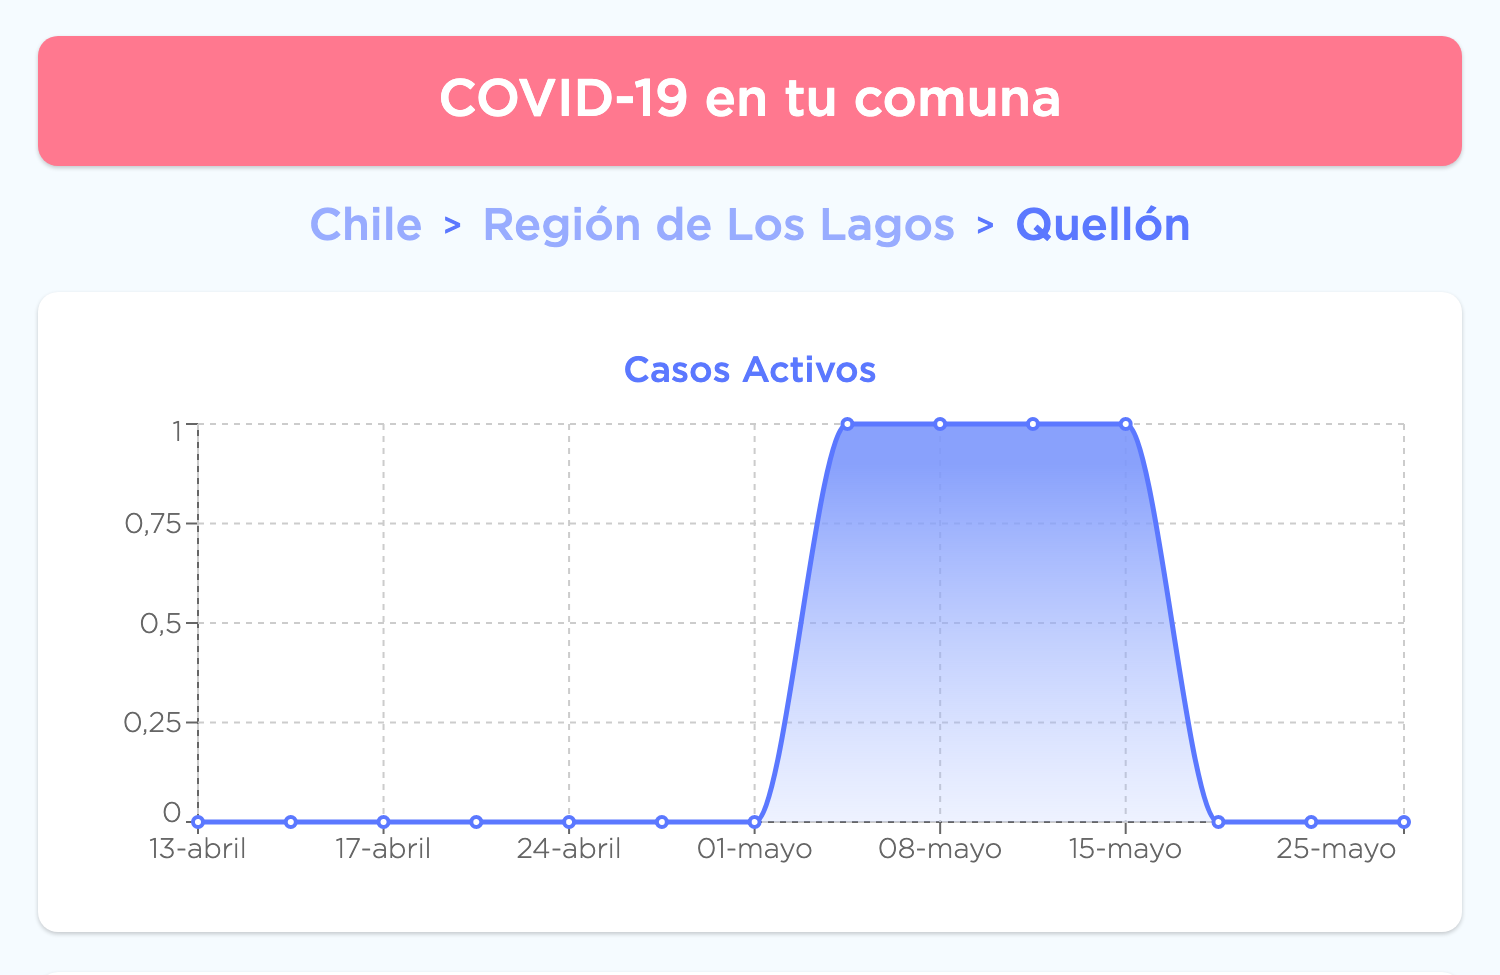 COVID-19 en tu comuna
Chile > Región de Los Lagos > Quellón
Casos Activos
1
0,75
0,5
0,25
0
13-abril 17-abril 24-abril 01-mayo 08-mayo 15-mayo 25-mayo